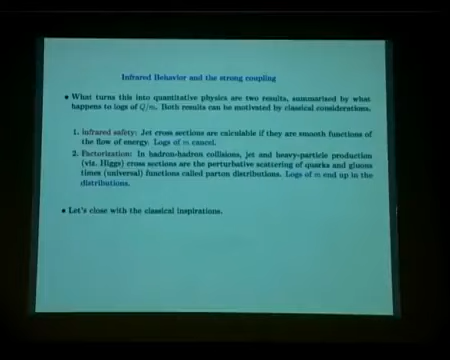 Infrared Behavior and the strong coupling
• What turns this into quantitative physics are two results, summarized by what
happens to logs of Q/m. Both results can be motivated by classical considerations.
1. infrared safety: Jet cross sections are calculable if they are smooth functions of
the flow of energy. Logs of m cancel.
2. Factorization: In hadron-hadron collisions, jet and heavy-particle production
(viz. Higgs) cross sections are the perturbative scattering of quarks and gluons
times (universal) functions called parton distributions. Logs of m end up in the
distributions.
• Let's close with the classical inspirations.